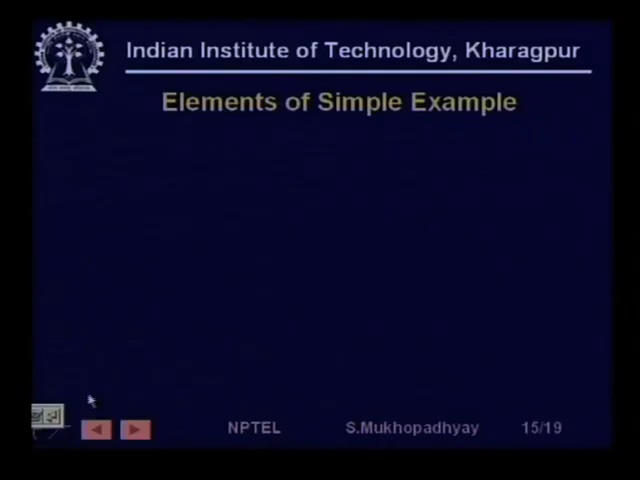 Indian Institute of Technology, Kharagpur
Elements of Simple Example
NPTEL S.Mukhopadhyay 15/19